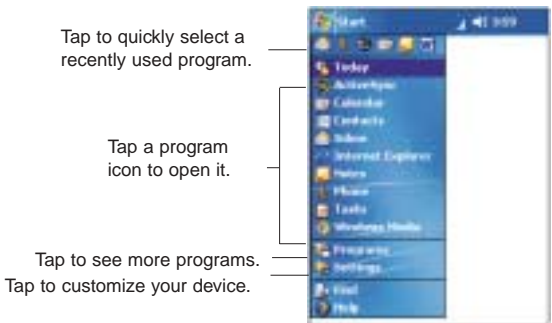 Tap to quickly select a
recently used program.
Tap a program
icon to open it.
Tap to see more programs.
Tap to customize your device.
Start
9:59
Today
ActiveSync
Calendar
Contacts
Inbox
Internet Explorer
Notes
Phone
Tasks
Windows Media
Programs
Settings
Find
Help